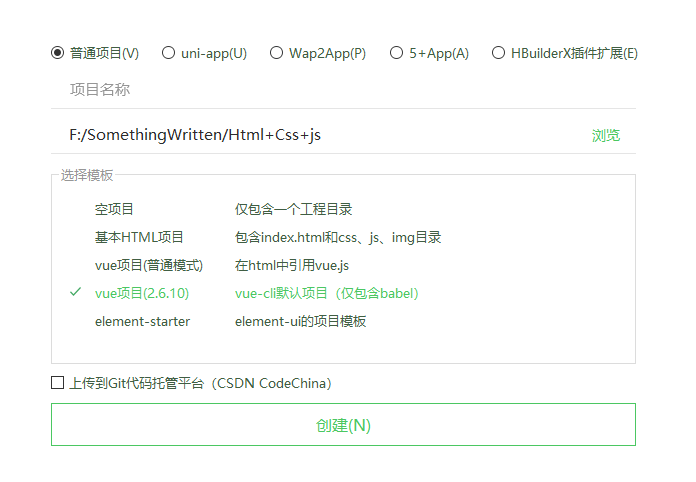 普通项目(V) uni-app(U) Wap2App(P) 5+App(A) HBuilderX插件扩展(E)
项目名称
F:/SomethingWritten/Html+Css+js 浏览
选择模板
空项目 仅包含一个工程目录
基本HTML项目 包含index.html和css、js、img目录
vue项目(普通模式) 在html中引用vue.js
vue项目(2.6.10) vue-cli默认项目（仅包含babel）
element-starter element-ui的项目模板
上传到Git代码托管平台（CSDN CodeChina）
创建(N)